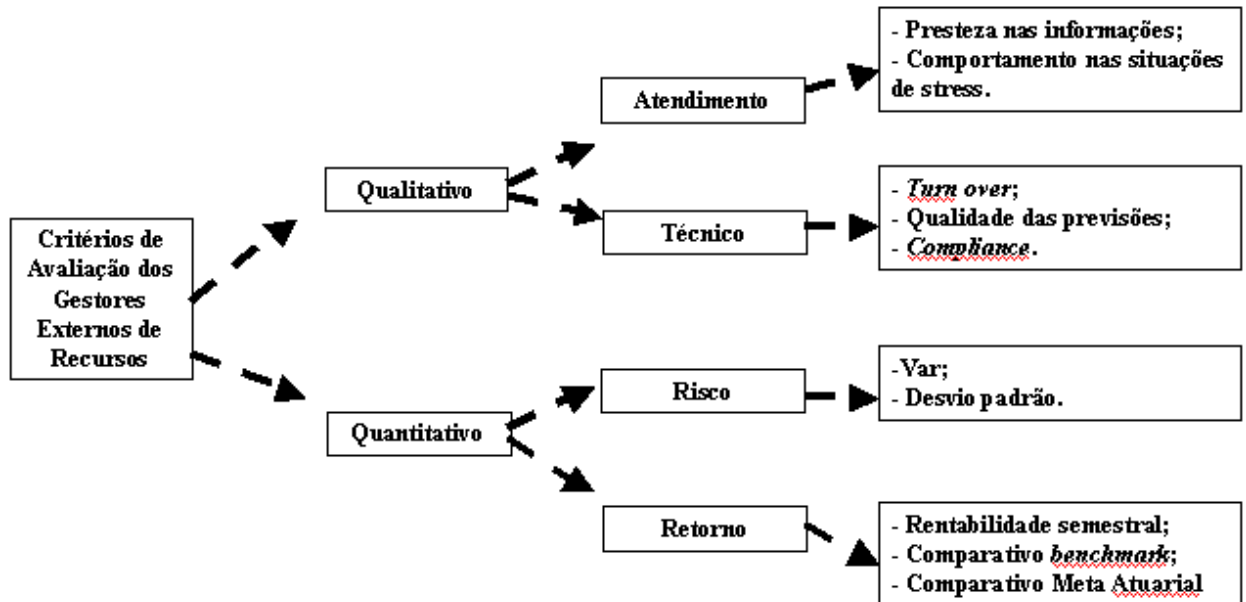 Critérios de
Avaliação dos
Gestores
Externos de
Recursos
Qualitativo
Quantitativo
Atendimento
Técnico
Risco
Retorno
- Presteza nas informações;
- Comportamento nas situações
de stress.
- Turn over;
- Qualidade das previsões;
- Compliance.
-Var;
- Desvio padrão.
- Rentabilidade semestral;
- Comparativo benchmark;
- Comparativo Meta Atuarial